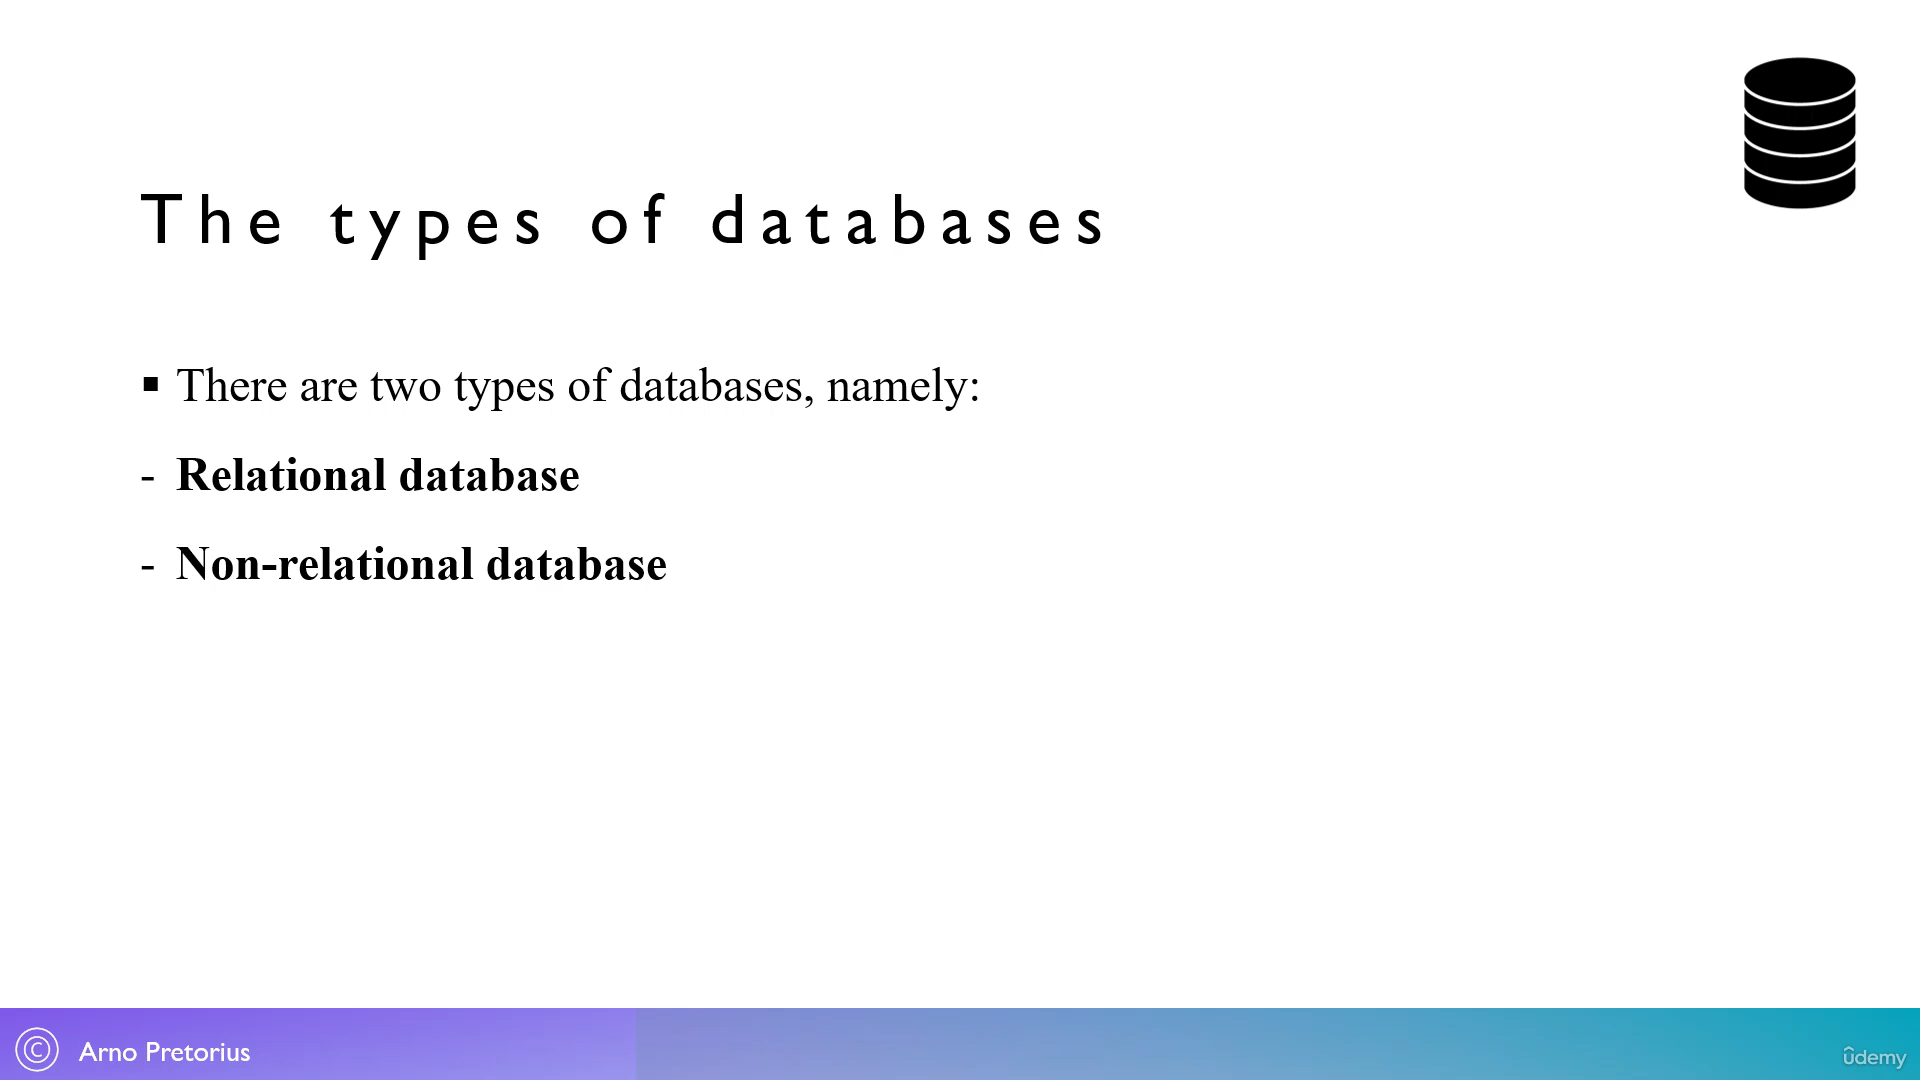 The types of databases
▪ There are two types of databases, namely:
- Relational database
- Non-relational database
© Arno Pretorius
ûdemy